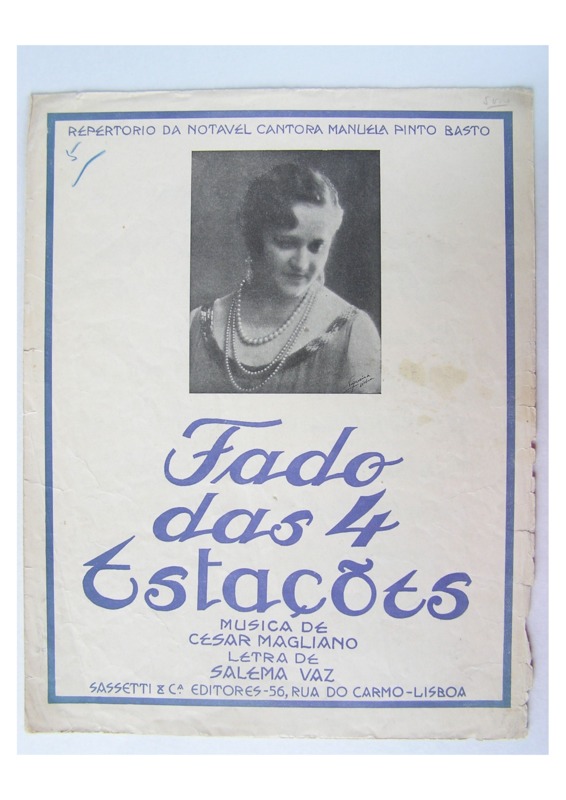 REPERTORIO DA NOTAVEL CANTORA MANUELA PINTO BASTO
Fado
das 4
Estações
MUSICA DE
CESAR MAGLIANO
LETRA DE
SALEMA VAZ
SASSETTI & Cª EDITORES-56, RUA DO CARMO-LISBOA